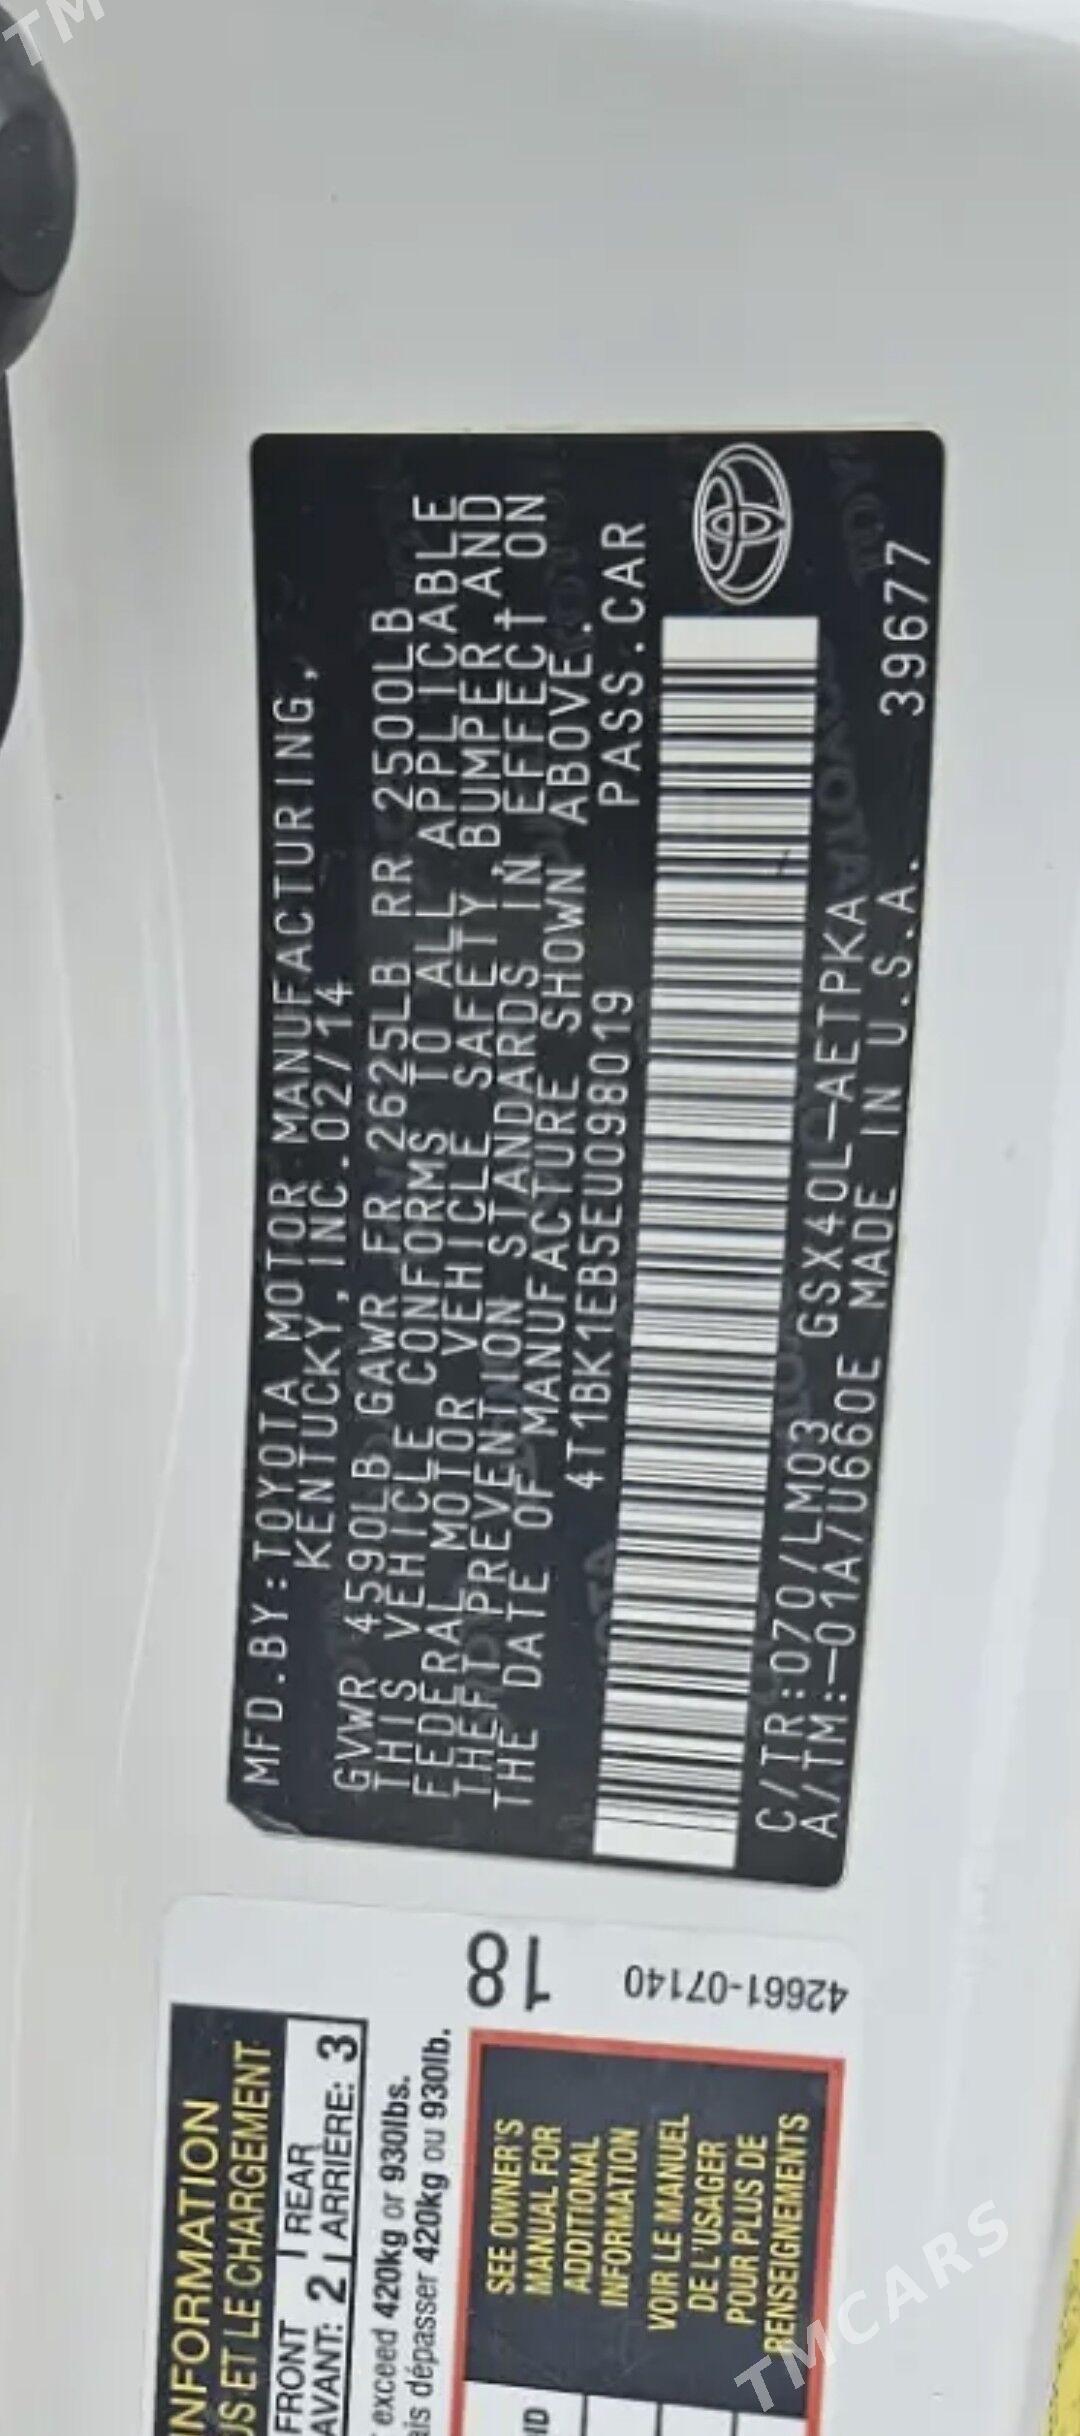 MFD.BY:TOYOTA MOTOR MANUFACTURING,
KENTUCKY,INC.02/14
GVWR 4590LB GAWR FR 2625LB RR 2500LB
THIS VEHICLE CONFORMS TO ALL APPLICABLE
FEDERAL MOTOR VEHICLE SAFETY,BUMPER,AND
THEFT PREVENTION STANDARDS IN EFFECT ON
THE DATE OF MANUFACTURE SHOWN ABOVE.
4T1BK1EB5EU098019 PASS.CAR
C/TR:070/LM03 GSX40L-AETPKA
A/TM:-01A/U660E MADE IN U.S.A. 39677
INFORMATION
ET LE CHARGEMENT
FRONT REAR
AVANT: 2 ARRIÈRE: 3
exceed 420kg or 930lbs.
dépasser 420kg ou 930lb.
18
42661-07140
SEE OWNER'S
MANUAL FOR
ADDITIONAL
INFORMATION
VOIR LE MANUEL
DE L'USAGER
POUR PLUS DE
RENSEIGNEMENTS
TMCARS